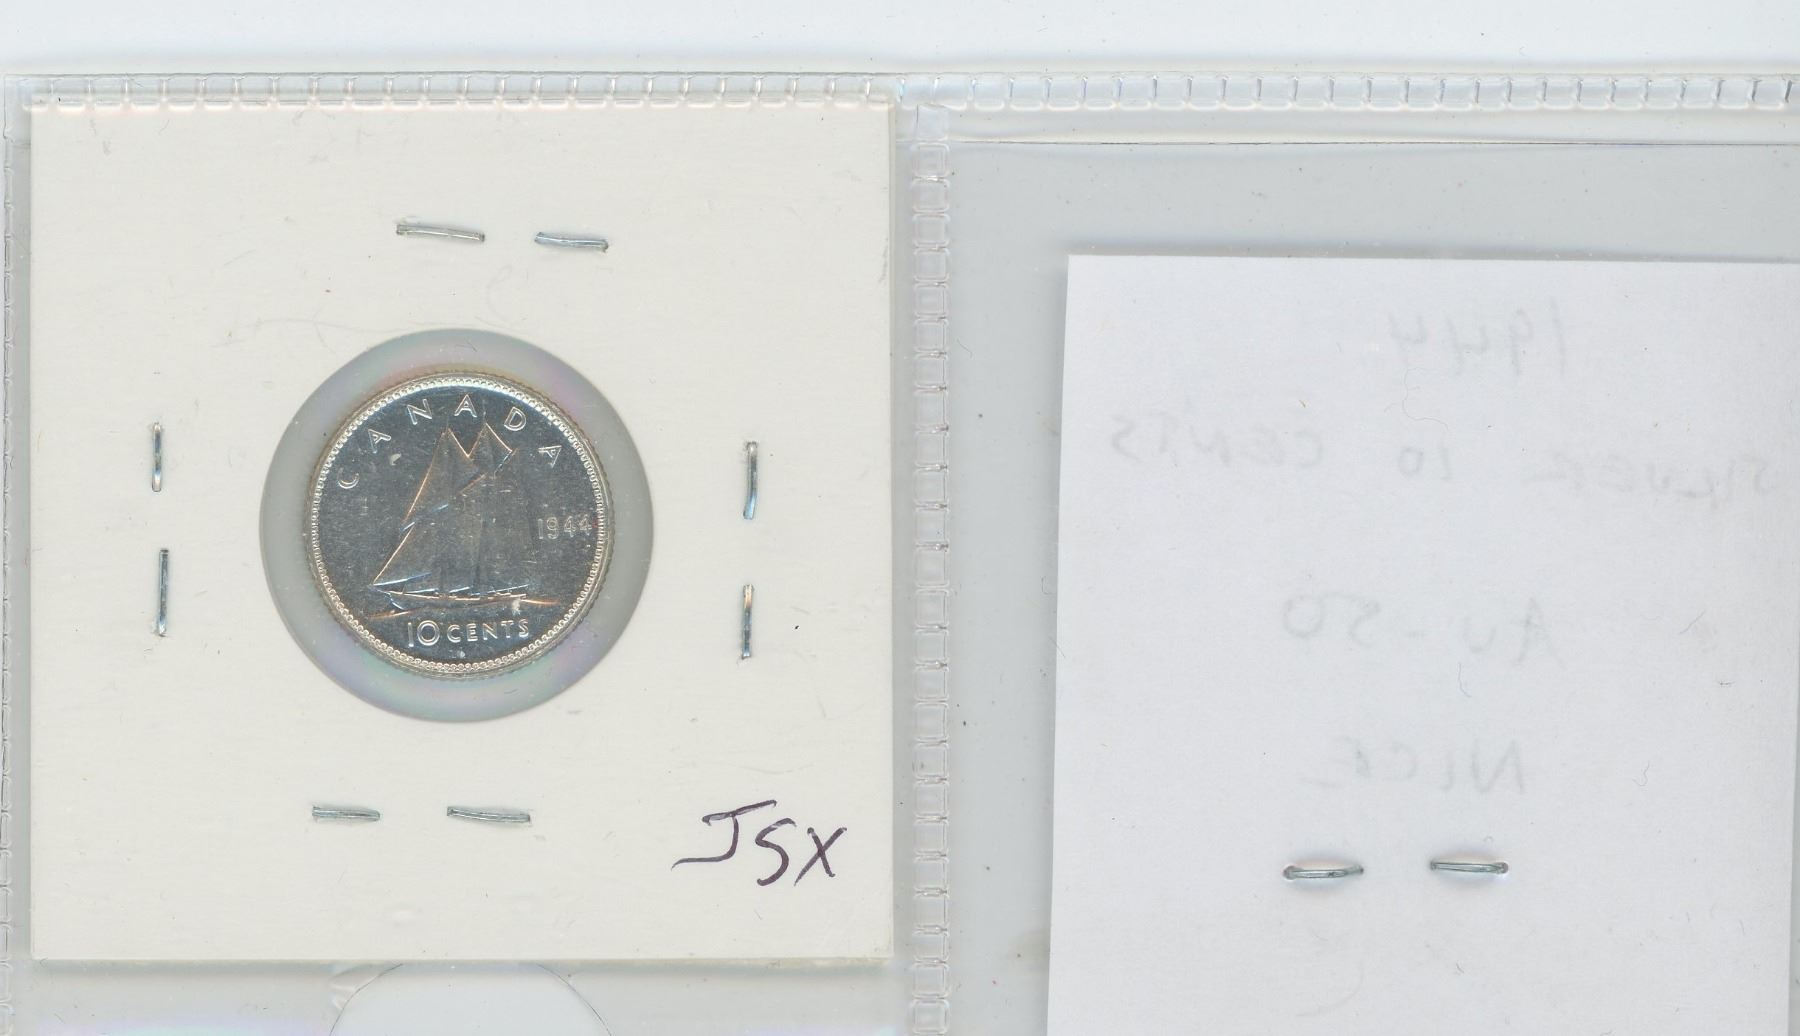 CANADA
1944
10 CENTS
JSX
1944
SILVER 10 CENTS
AU-50
NICE